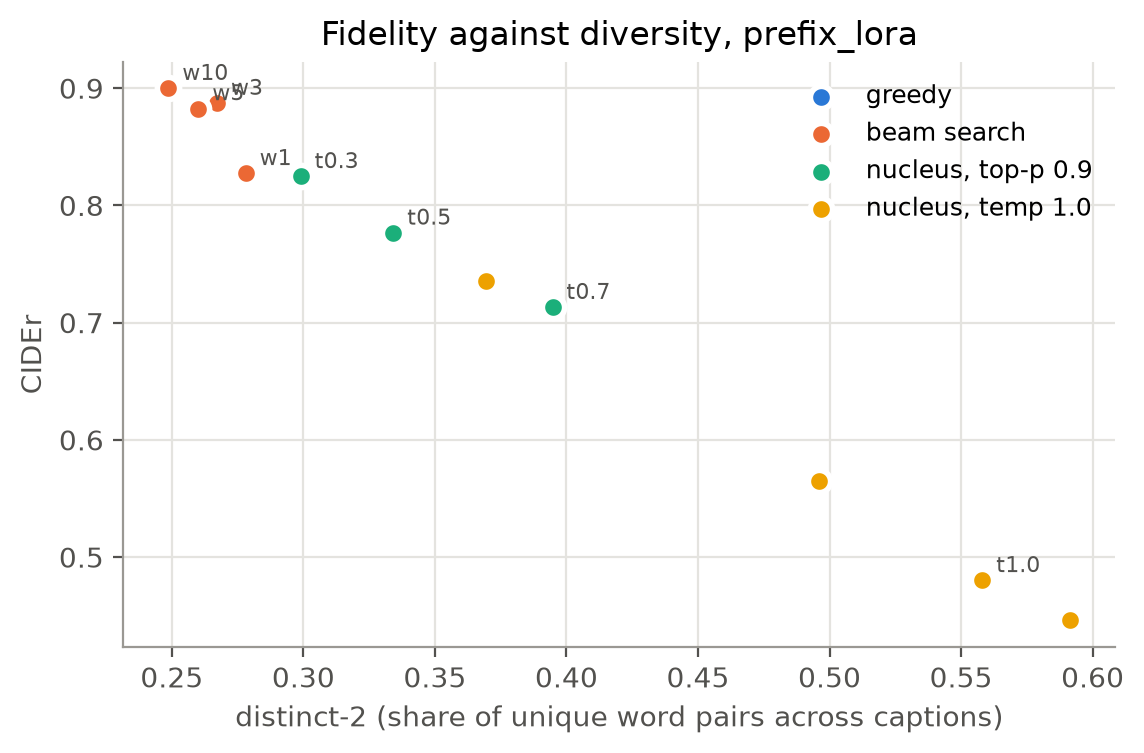 Fidelity against diversity, prefix_lora
w10
w5
w3
w1
t0.3
t0.5
t0.7
t1.0
greedy
beam search
nucleus, top-p 0.9
nucleus, temp 1.0
CIDEr
0.9
0.8
0.7
0.6
0.5
0.25 0.30 0.35 0.40 0.45 0.50 0.55 0.60
distinct-2 (share of unique word pairs across captions)